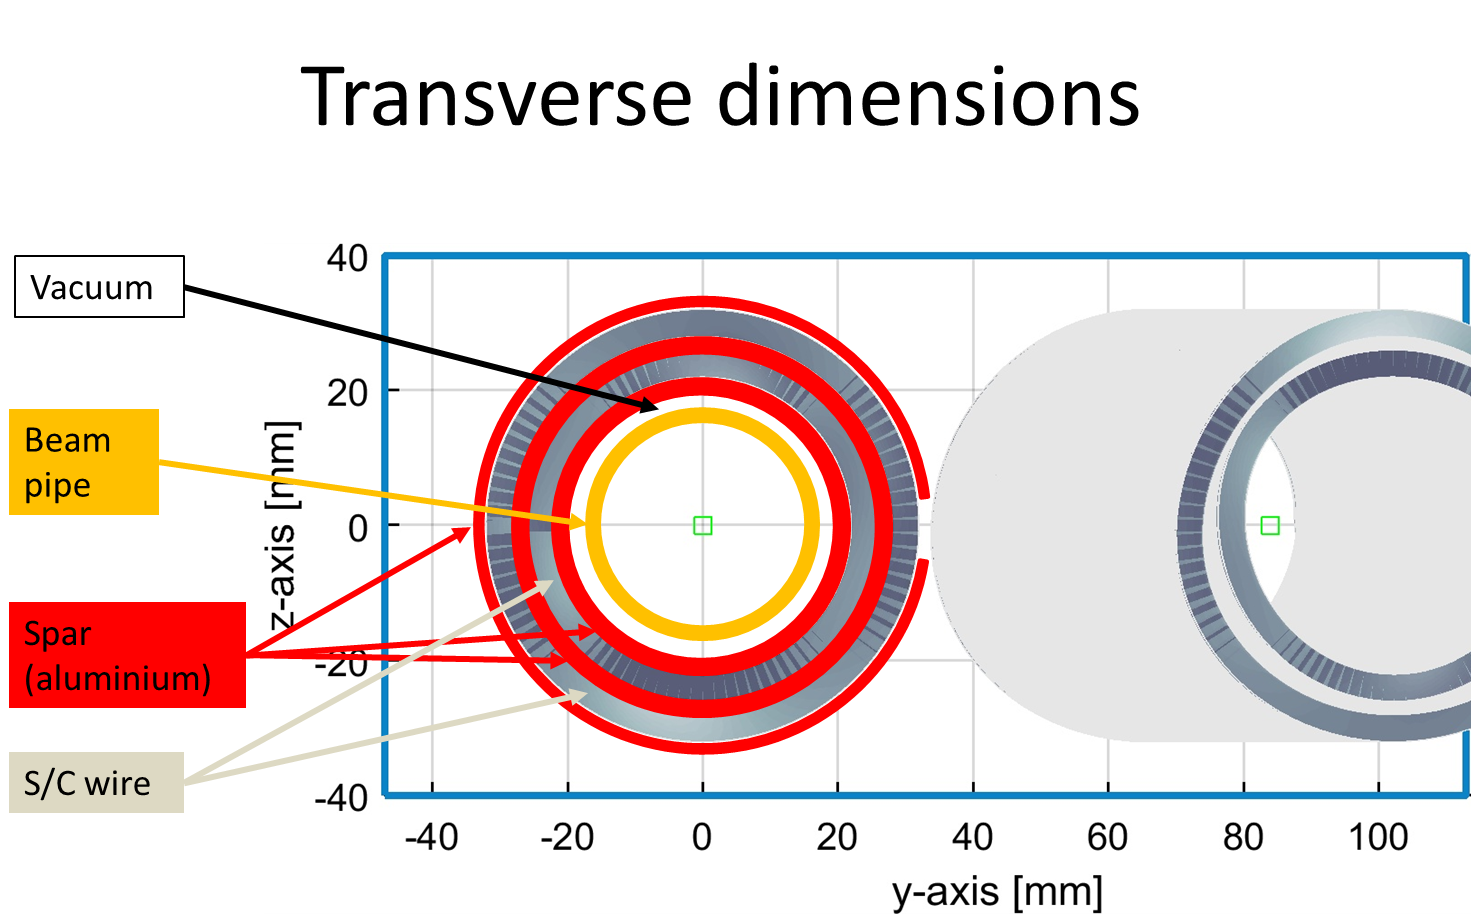 Transverse dimensions
Vacuum
Beam
pipe
Spar
(aluminium)
S/C wire
z-axis [mm]
40
20
0
-20
-40
-40
-20
0
20
40
60
80
100
y-axis [mm]